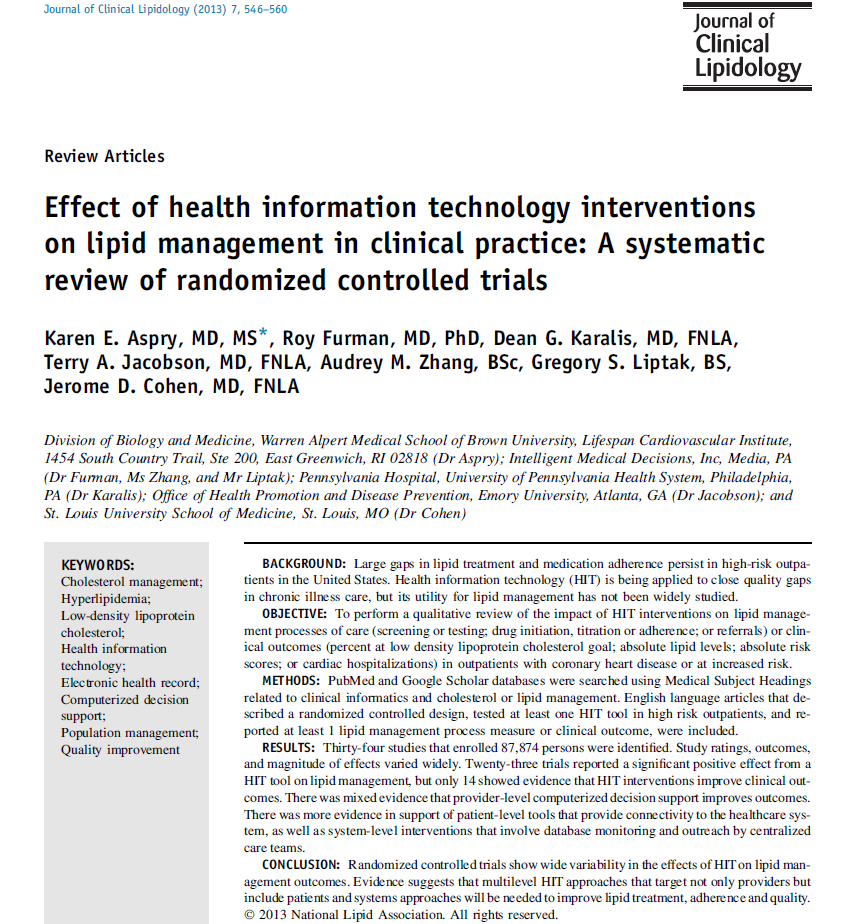 Journal of Clinical Lipidology (2013) 7, 546–560
Journal of
Clinical
Lipidology
Review Articles
Effect of health information technology interventions
on lipid management in clinical practice: A systematic
review of randomized controlled trials
Karen E. Aspry, MD, MS*, Roy Furman, MD, PhD, Dean G. Karalis, MD, FNLA,
Terry A. Jacobson, MD, FNLA, Audrey M. Zhang, BSc, Gregory S. Liptak, BS,
Jerome D. Cohen, MD, FNLA
Division of Biology and Medicine, Warren Alpert Medical School of Brown University, Lifespan Cardiovascular Institute,
1454 South Country Trail, Ste 200, East Greenwich, RI 02818 (Dr Aspry); Intelligent Medical Decisions, Inc, Media, PA
(Dr Furman, Ms Zhang, and Mr Liptak); Pennsylvania Hospital, University of Pennsylvania Health System, Philadelphia,
PA (Dr Karalis); Office of Health Promotion and Disease Prevention, Emory University, Atlanta, GA (Dr Jacobson); and
St. Louis University School of Medicine, St. Louis, MO (Dr Cohen)
KEYWORDS:
Cholesterol management;
Hyperlipidemia;
Low-density lipoprotein
cholesterol;
Health information
technology;
Electronic health record;
Computerized decision
support;
Population management;
Quality improvement
BACKGROUND: Large gaps in lipid treatment and medication adherence persist in high-risk outpa-
tients in the United States. Health information technology (HIT) is being applied to close quality gaps
in chronic illness care, but its utility for lipid management has not been widely studied.
OBJECTIVE: To perform a qualitative review of the impact of HIT interventions on lipid manage-
ment processes of care (screening or testing; drug initiation, titration or adherence; or referrals) or clin-
ical outcomes (percent at low density lipoprotein cholesterol goal; absolute lipid levels; absolute risk
scores; or cardiac hospitalizations) in outpatients with coronary heart disease or at increased risk.
METHODS: PubMed and Google Scholar databases were searched using Medical Subject Headings
related to clinical informatics and cholesterol or lipid management. English language articles that de-
scribed a randomized controlled design, tested at least one HIT tool in high risk outpatients, and re-
ported at least 1 lipid management process measure or clinical outcome, were included.
RESULTS: Thirty-four studies that enrolled 87,874 persons were identified. Study ratings, outcomes,
and magnitude of effects varied widely. Twenty-three trials reported a significant positive effect from a
HIT tool on lipid management, but only 14 showed evidence that HIT interventions improve clinical out-
comes. There was mixed evidence that provider-level computerized decision support improves outcomes.
There was more evidence in support of patient-level tools that provide connectivity to the healthcare sys-
tem, as well as system-level interventions that involve database monitoring and outreach by centralized
care teams.
CONCLUSION: Randomized controlled trials show wide variability in the effects of HIT on lipid man-
agement outcomes. Evidence suggests that multilevel HIT approaches that target not only providers but
include patients and systems approaches will be needed to improve lipid treatment, adherence and quality.
© 2013 National Lipid Association. All rights reserved.